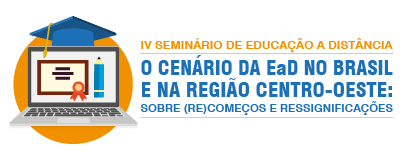 IV SEMINÁRIO DE EDUCAÇÃO A DISTÂNCIA
O CENÁRIO DA EaD NO BRASIL
E NA REGIÃO CENTRO-OESTE:
SOBRE (RE)COMEÇOS E RESSIGNIFICAÇÕES